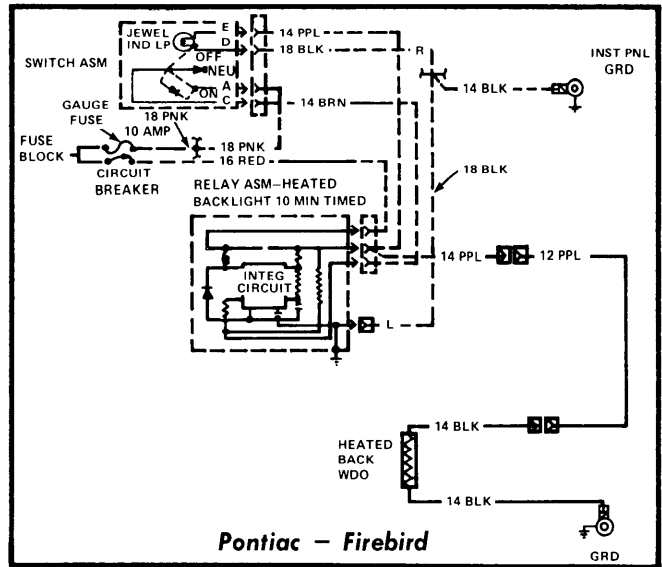 JEWEL
IND LP
E
14 PPL
D
18 BLK
R
SWITCH ASM
OFF
NEU
A
ON
C
14 BRN
INST PNL
GRD
14 BLK
GAUGE
FUSE
18 PNK
10 AMP
FUSE
BLOCK
18 PNK
16 RED
CIRCUIT
BREAKER
18 BLK
RELAY ASM–HEATED
BACKLIGHT 10 MIN TIMED
INTEG
CIRCUIT
14 PPL
12 PPL
L
HEATED
BACK
WDO
14 BLK
14 BLK
GRD
Pontiac – Firebird